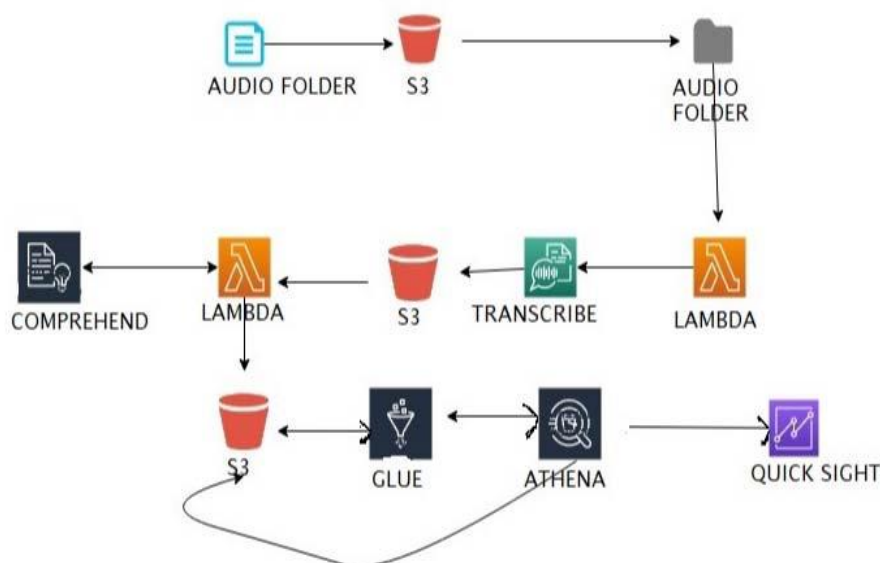 AUDIO FOLDER
S3
AUDIO
FOLDER
COMPREHEND
LAMBDA
S3
TRANSCRIBE
LAMBDA
S3
GLUE
ATHENA
QUICK SIGHT